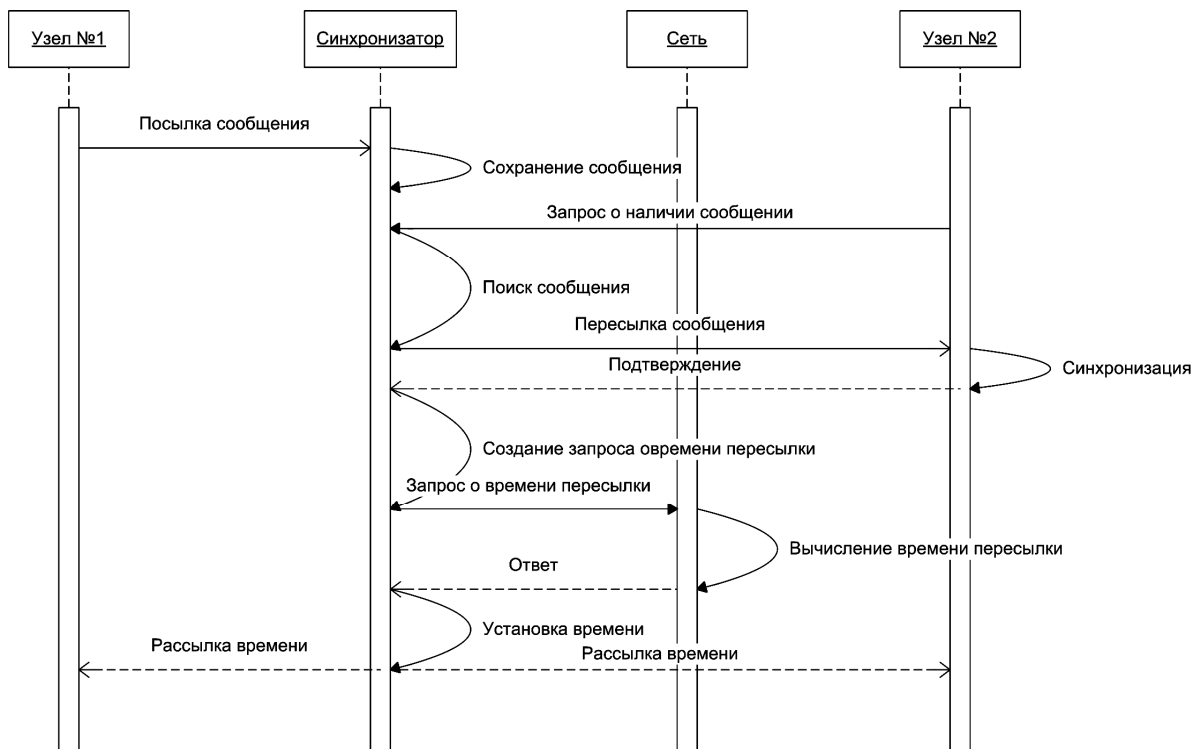 Узел №1
Синхронизатор
Сеть
Узел №2
Посылка сообщения
Сохранение сообщения
Запрос о наличии сообщении
Поиск сообщения
Пересылка сообщения
Подтверждение
Синхронизация
Создание запроса овремени пересылки
Запрос о времени пересылки
Вычисление времени пересылки
Ответ
Установка времени
Рассылка времени
Рассылка времени